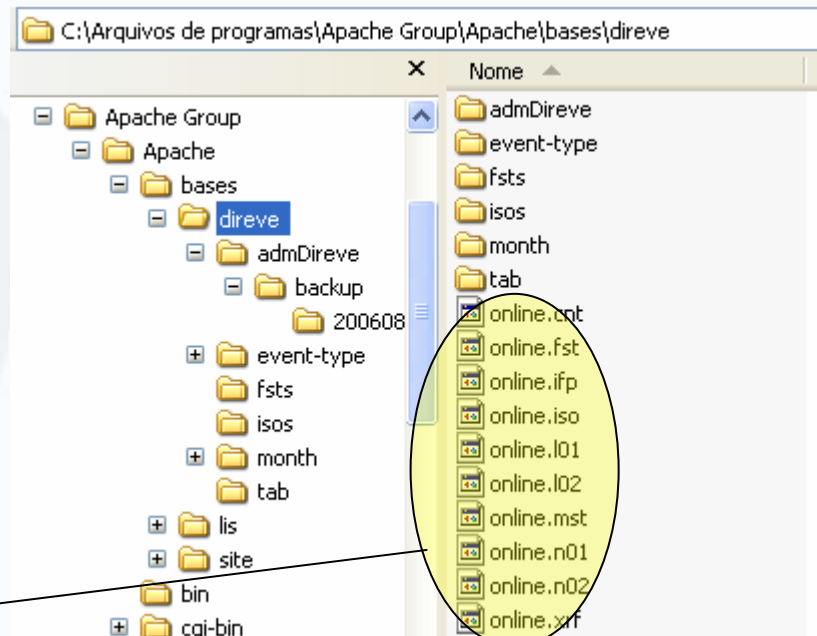 C:\Arquivos de programas\Apache Group\Apache\bases\direve
Nome
Apache Group
Apache
bases
direve
admDireve
backup
200608
event-type
fsts
isos
month
tab
lis
site
bin
cgi-bin
admDireve
event-type
fsts
isos
month
tab
online.cnt
online.fst
online.ifp
online.iso
online.l01
online.l02
online.mst
online.n01
online.n02
online.xrf